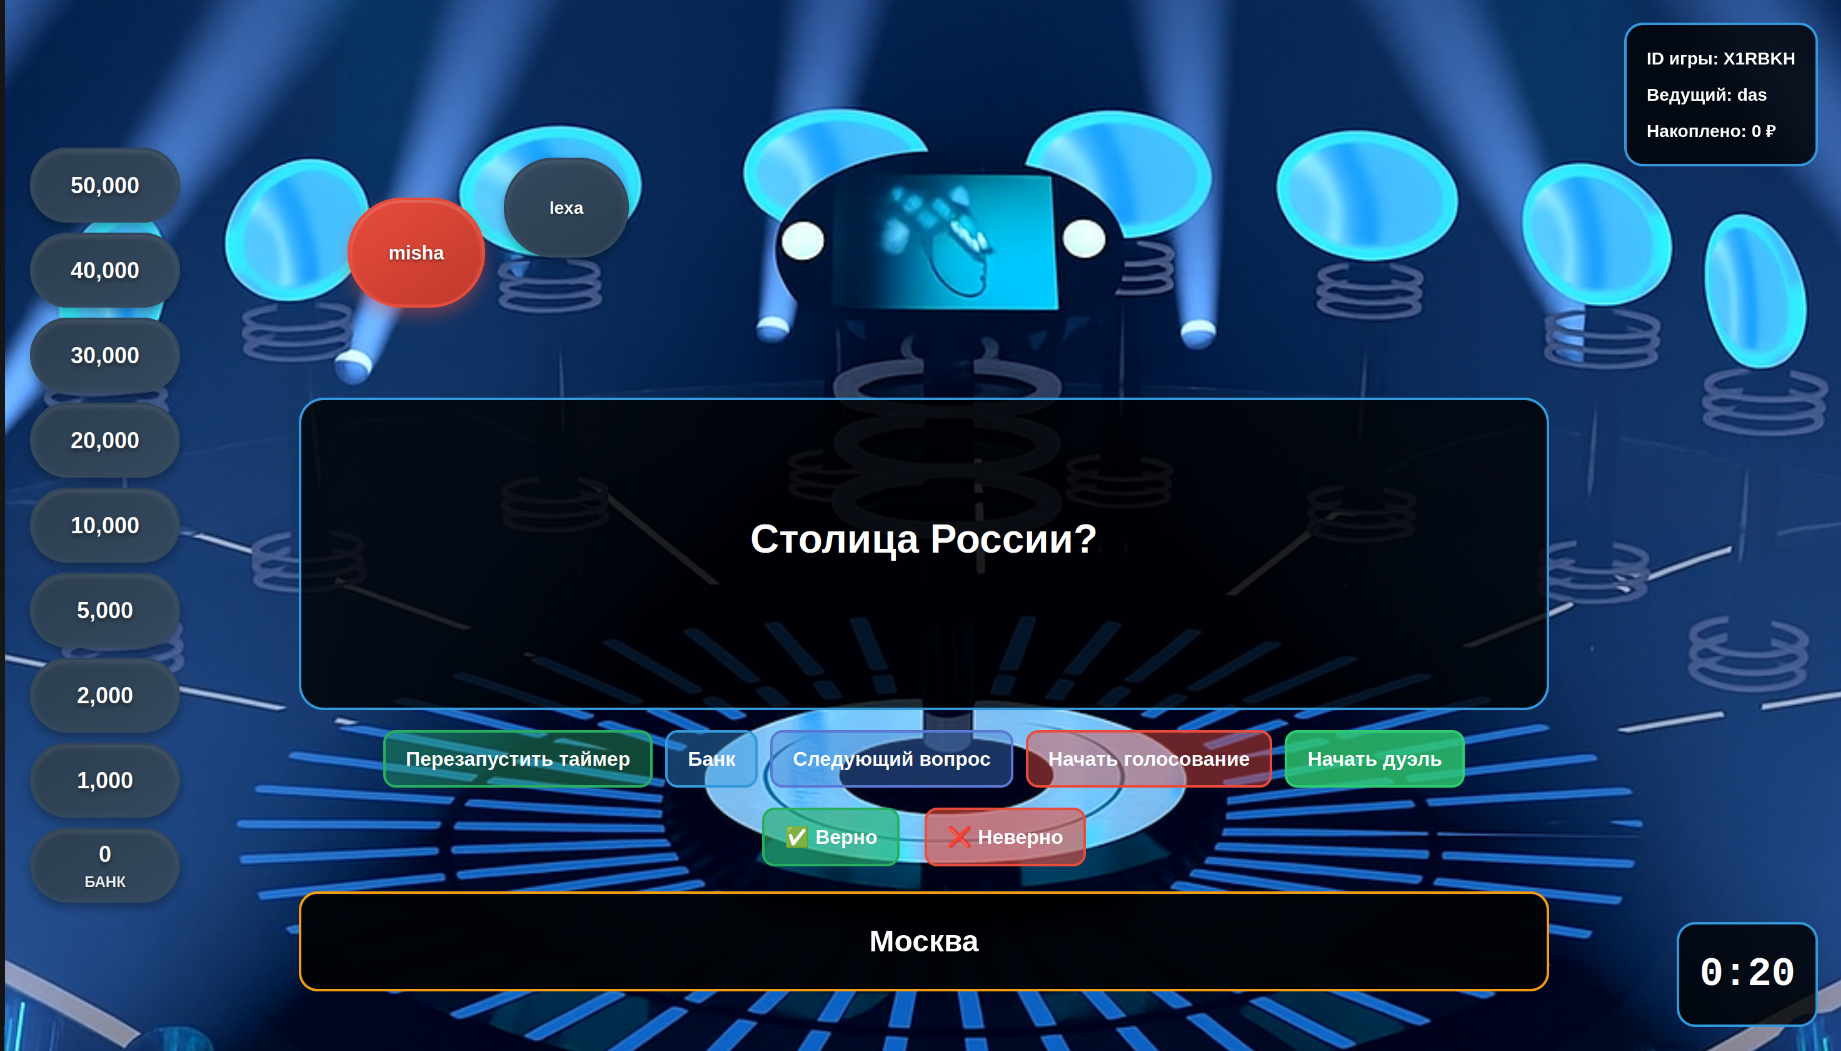 ID игры: X1RBKH
Ведущий: das
Накоплено: 0 ₽
50,000
40,000
30,000
20,000
10,000
5,000
2,000
1,000
0
БАНК
misha
lexa
Столица России?
Перезапустить таймер
Банк
Следующий вопрос
Начать голосование
Начать дуэль
✅ Верно
❌ Неверно
Москва
0:20